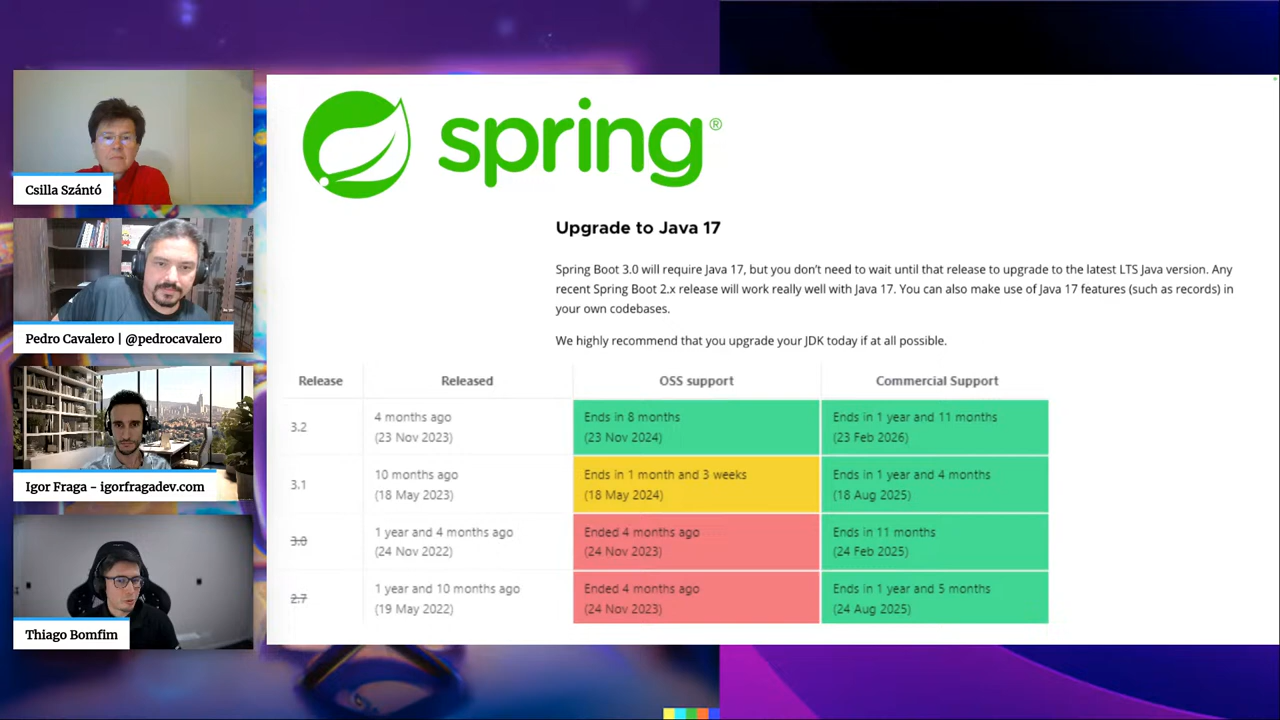 Csilla Szántó
Pedro Cavalero | @pedrocavalero
Igor Fraga - igorfragadev.com
Thiago Bomfim
spring®
Upgrade to Java 17
Spring Boot 3.0 will require Java 17, but you don't need to wait until that release to upgrade to the latest LTS Java version. Any
recent Spring Boot 2.x release will work really well with Java 17. You can also make use of Java 17 features (such as records) in
your own codebases.
We highly recommend that you upgrade your JDK today if at all possible.
Release Released OSS support Commercial Support
3.2 4 months ago (23 Nov 2023) Ends in 8 months (23 Nov 2024) Ends in 1 year and 11 months (23 Feb 2026)
3.1 10 months ago (18 May 2023) Ends in 1 month and 3 weeks (18 May 2024) Ends in 1 year and 4 months (18 Aug 2025)
3.0 1 year and 4 months ago (24 Nov 2022) Ended 4 months ago (24 Nov 2023) Ends in 11 months (24 Feb 2025)
2.7 1 year and 10 months ago (19 May 2022) Ended 4 months ago (24 Nov 2023) Ends in 1 year and 5 months (24 Aug 2025)